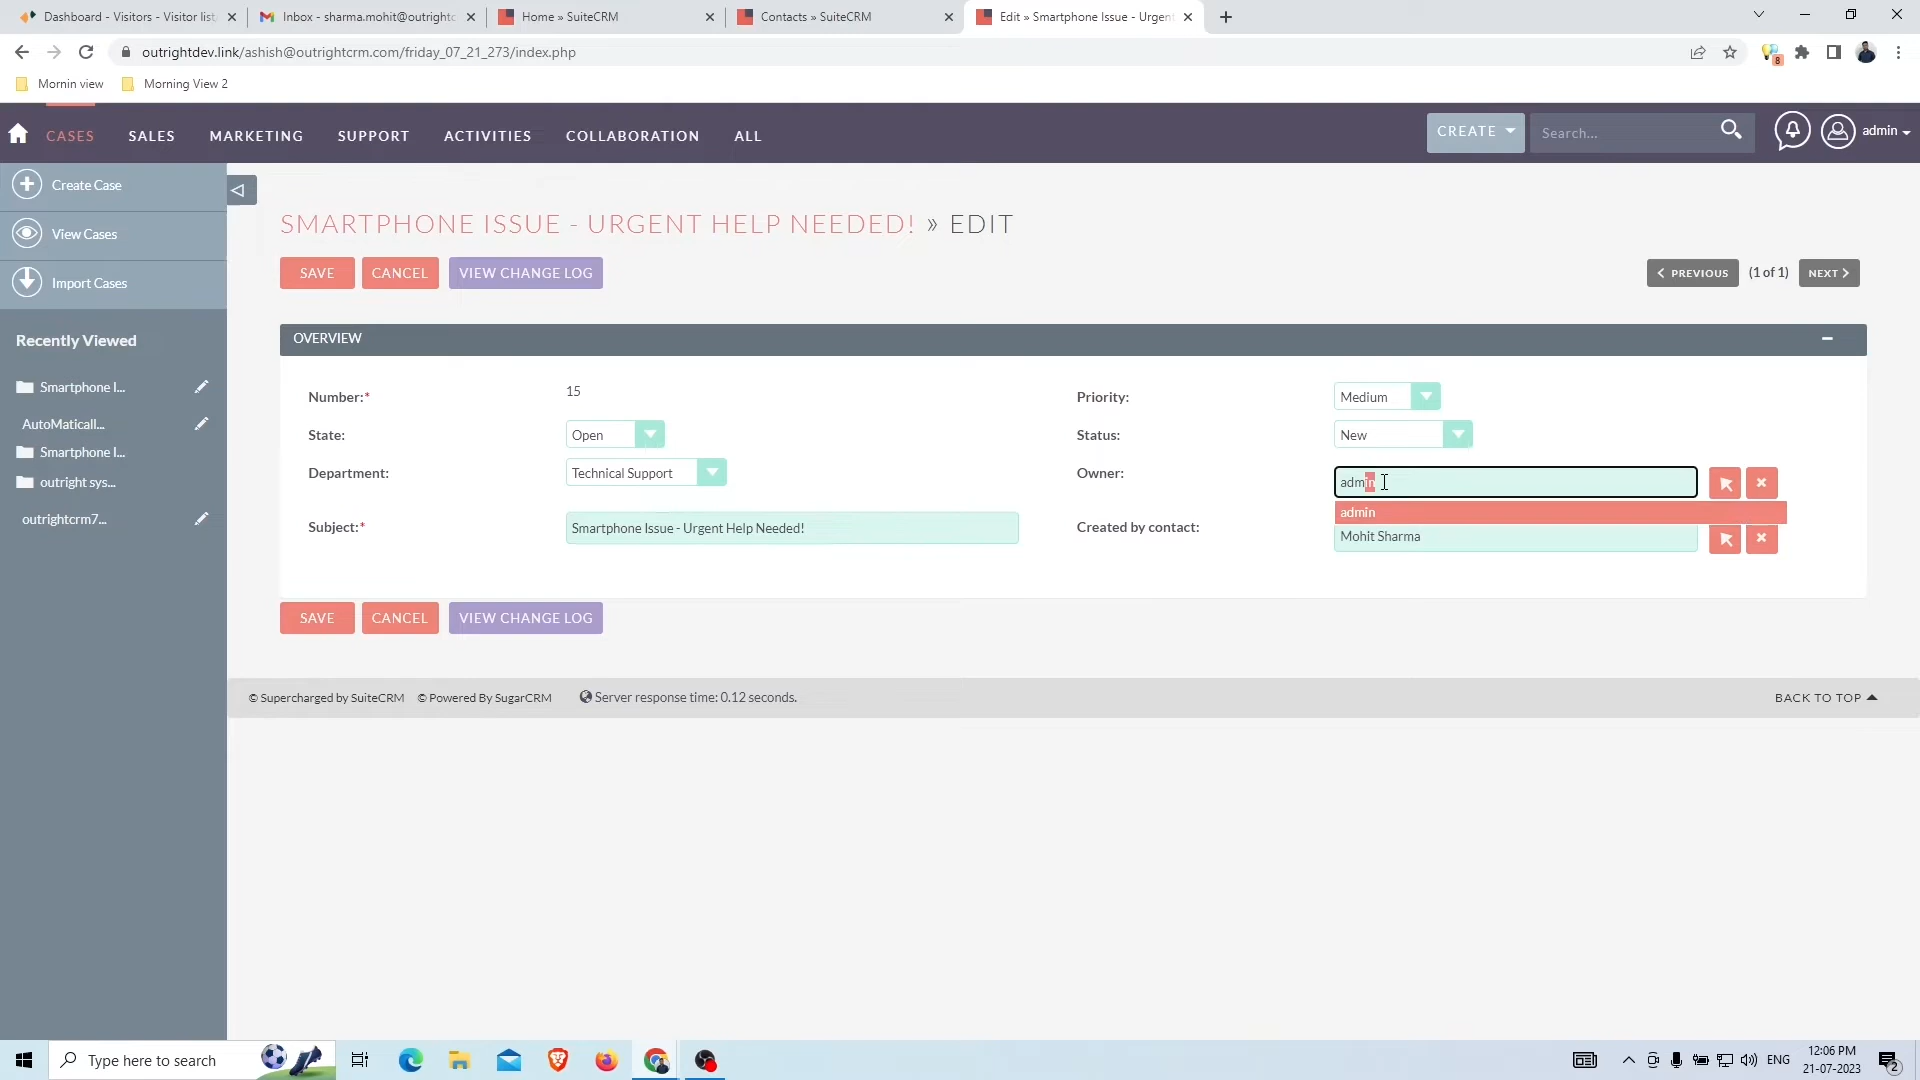 Dashboard - Visitors - Visitor list
Inbox - sharma.mohit@outrightc
Home » SuiteCRM
Contacts » SuiteCRM
Edit » Smartphone Issue - Urgent
outrightdev.link/ashish@outrightcrm.com/friday_07_21_273/index.php
8
Mornin view
Morning View 2
CASES
SALES
MARKETING
SUPPORT
ACTIVITIES
COLLABORATION
ALL
CREATE
Search...
admin
Create Case
View Cases
Import Cases
Recently Viewed
Smartphone I...
AutoMaticall...
Smartphone I...
outright sys...
outrightcrm7...
SMARTPHONE ISSUE - URGENT HELP NEEDED! » EDIT
SAVE
CANCEL
VIEW CHANGE LOG
PREVIOUS
(1 of 1)
NEXT
OVERVIEW
Number:*
15
Priority:
Medium
State:
Open
Status:
New
Department:
Technical Support
Owner:
admin
admin
Subject:*
Smartphone Issue - Urgent Help Needed!
Created by contact:
Mohit Sharma
SAVE
CANCEL
VIEW CHANGE LOG
© Supercharged by SuiteCRM
© Powered By SugarCRM
Server response time: 0.12 seconds.
BACK TO TOP
Type here to search
ENG
12:06 PM
21-07-2023
2